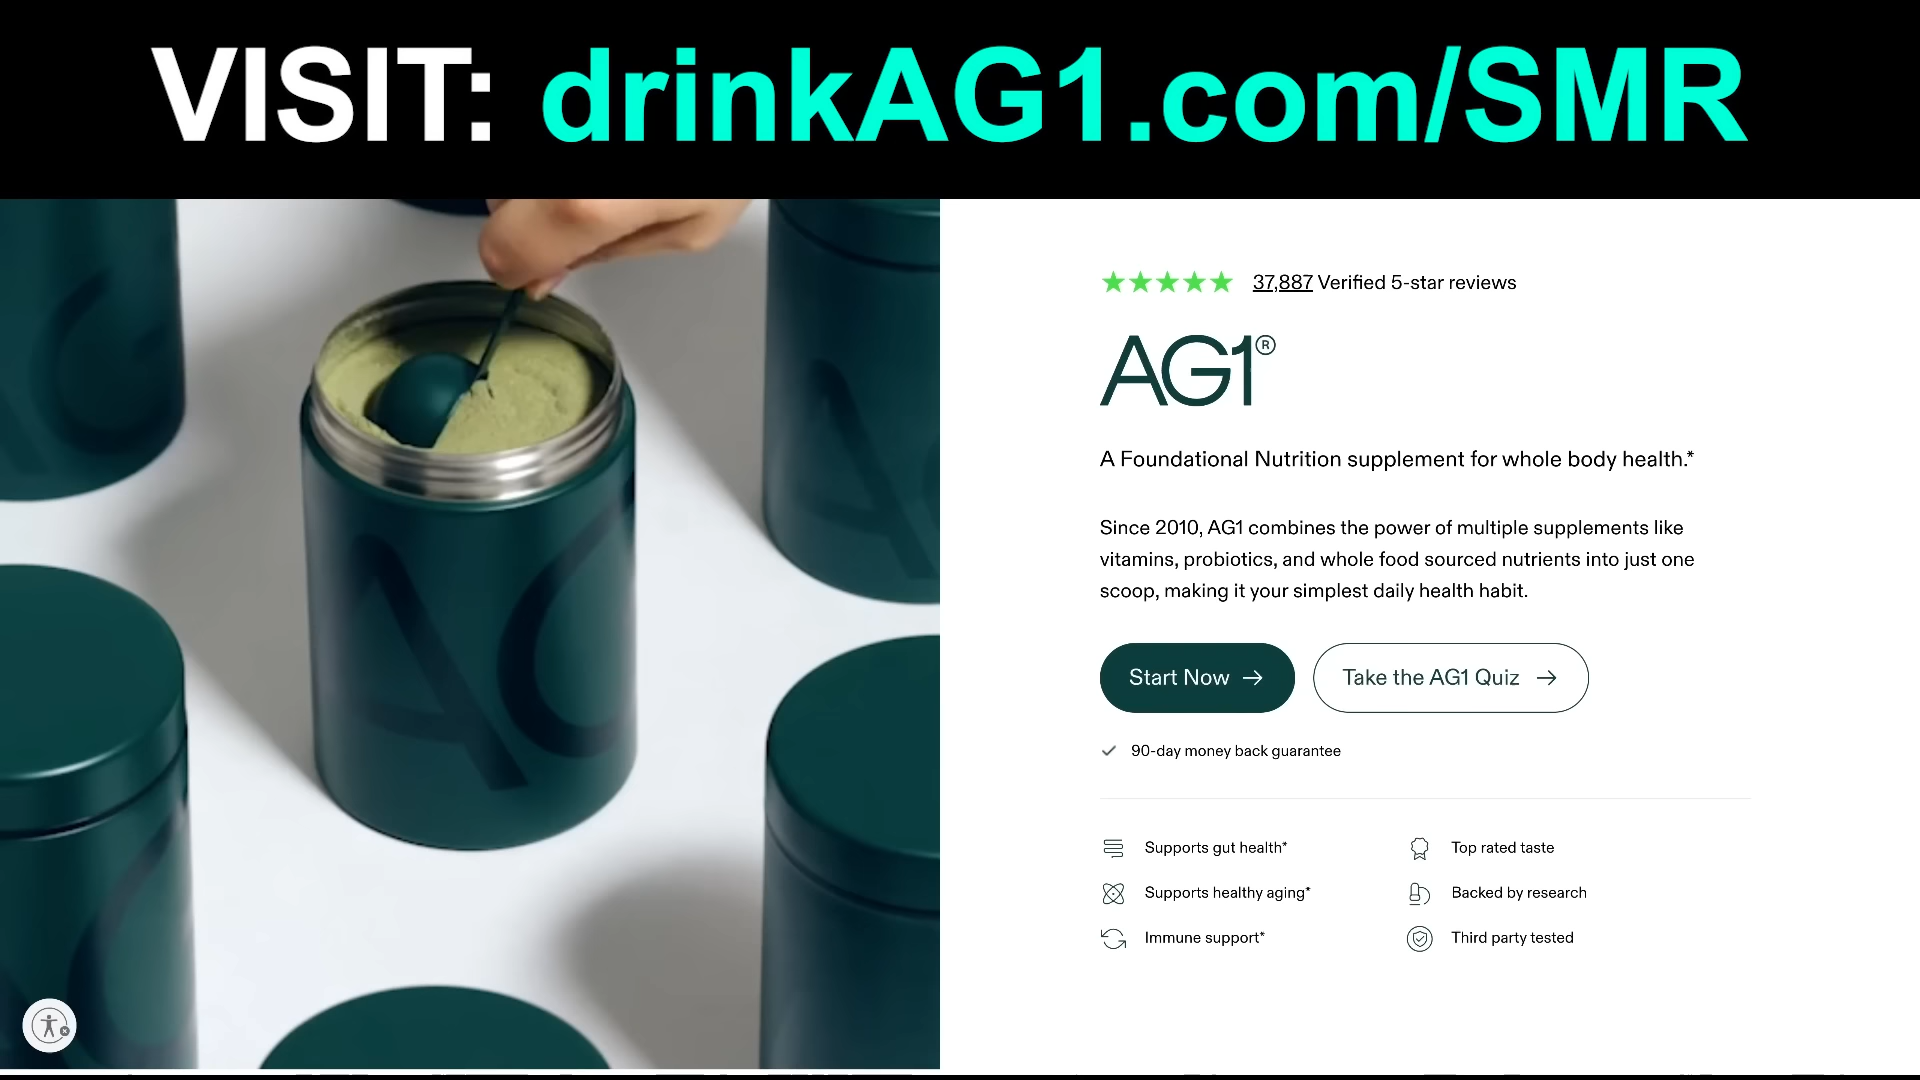 VISIT: drinkAG1.com/SMR
37,887 Verified 5-star reviews
AG1®
A Foundational Nutrition supplement for whole body health.*
Since 2010, AG1 combines the power of multiple supplements like
vitamins, probiotics, and whole food sourced nutrients into just one
scoop, making it your simplest daily health habit.
Start Now →
Take the AG1 Quiz →
90-day money back guarantee
Supports gut health*
Top rated taste
Supports healthy aging*
Backed by research
Immune support*
Third party tested
AG